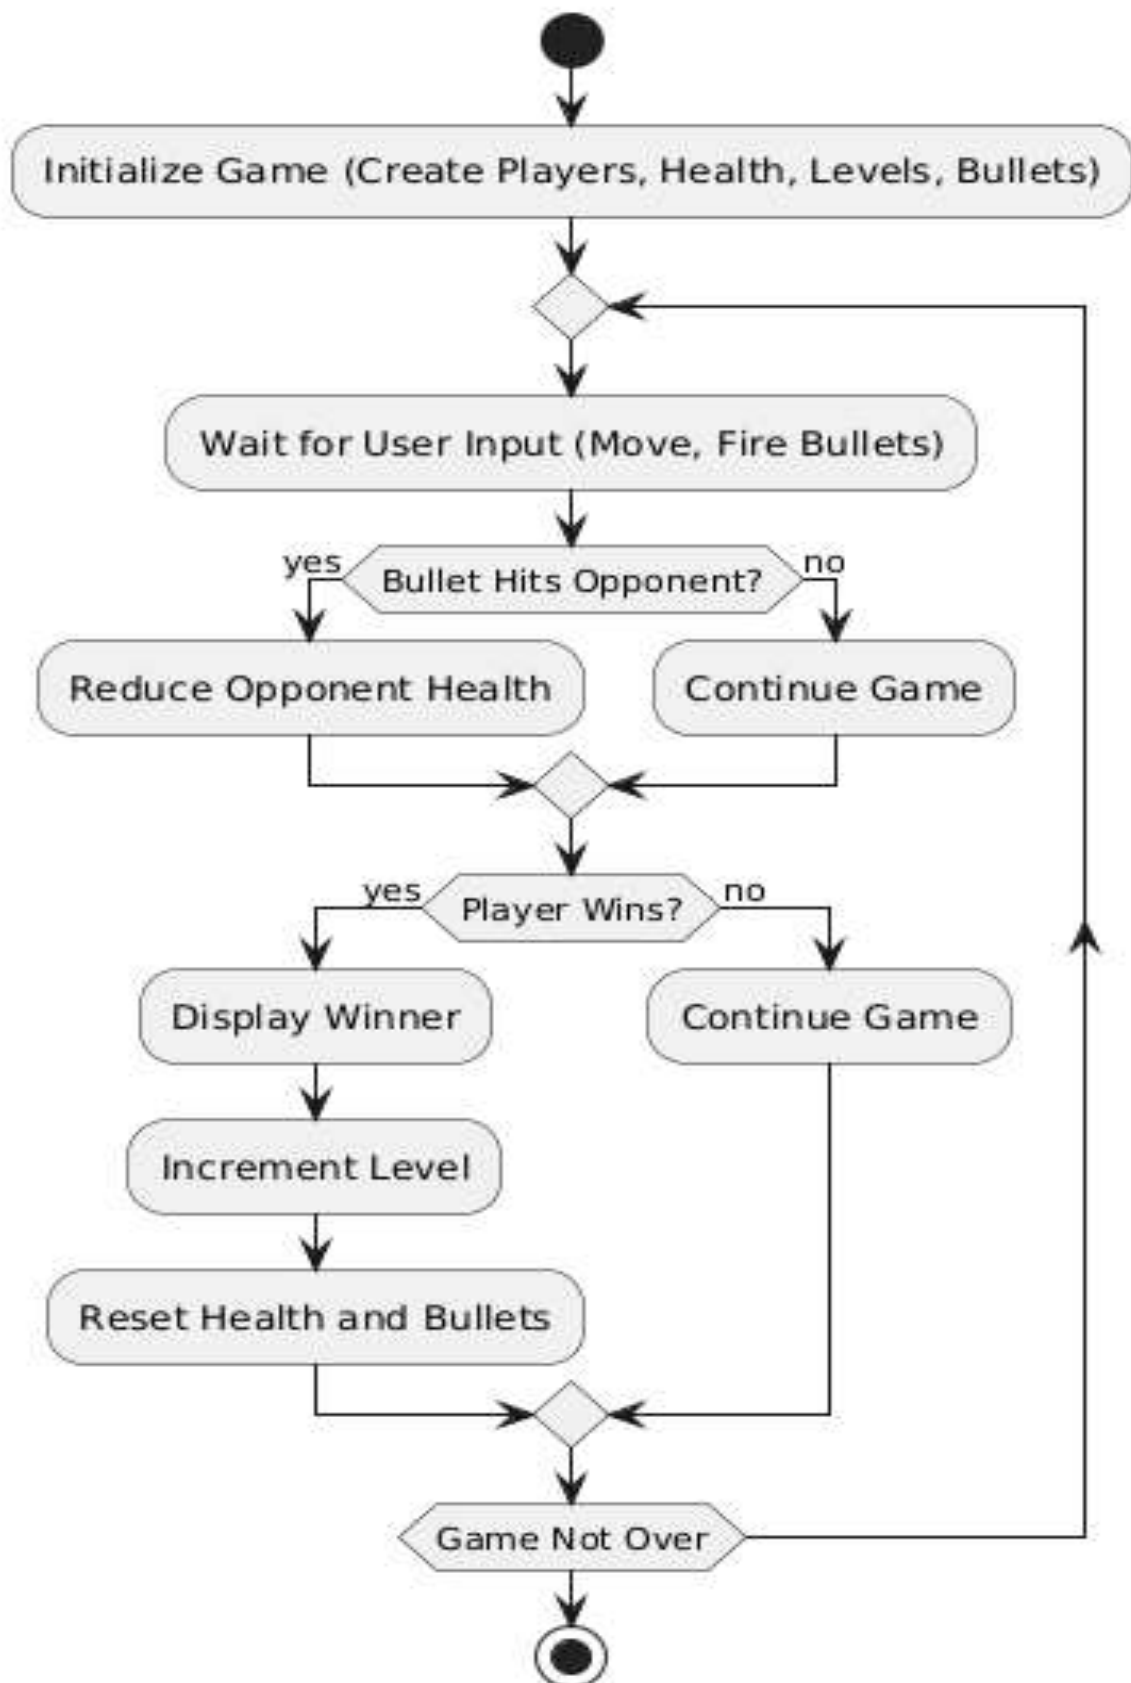 Initialize Game (Create Players, Health, Levels, Bullets)
Wait for User Input (Move, Fire Bullets)
yes
Bullet Hits Opponent?
no
Reduce Opponent Health
Continue Game
yes
Player Wins?
no
Display Winner
Continue Game
Increment Level
Reset Health and Bullets
Game Not Over